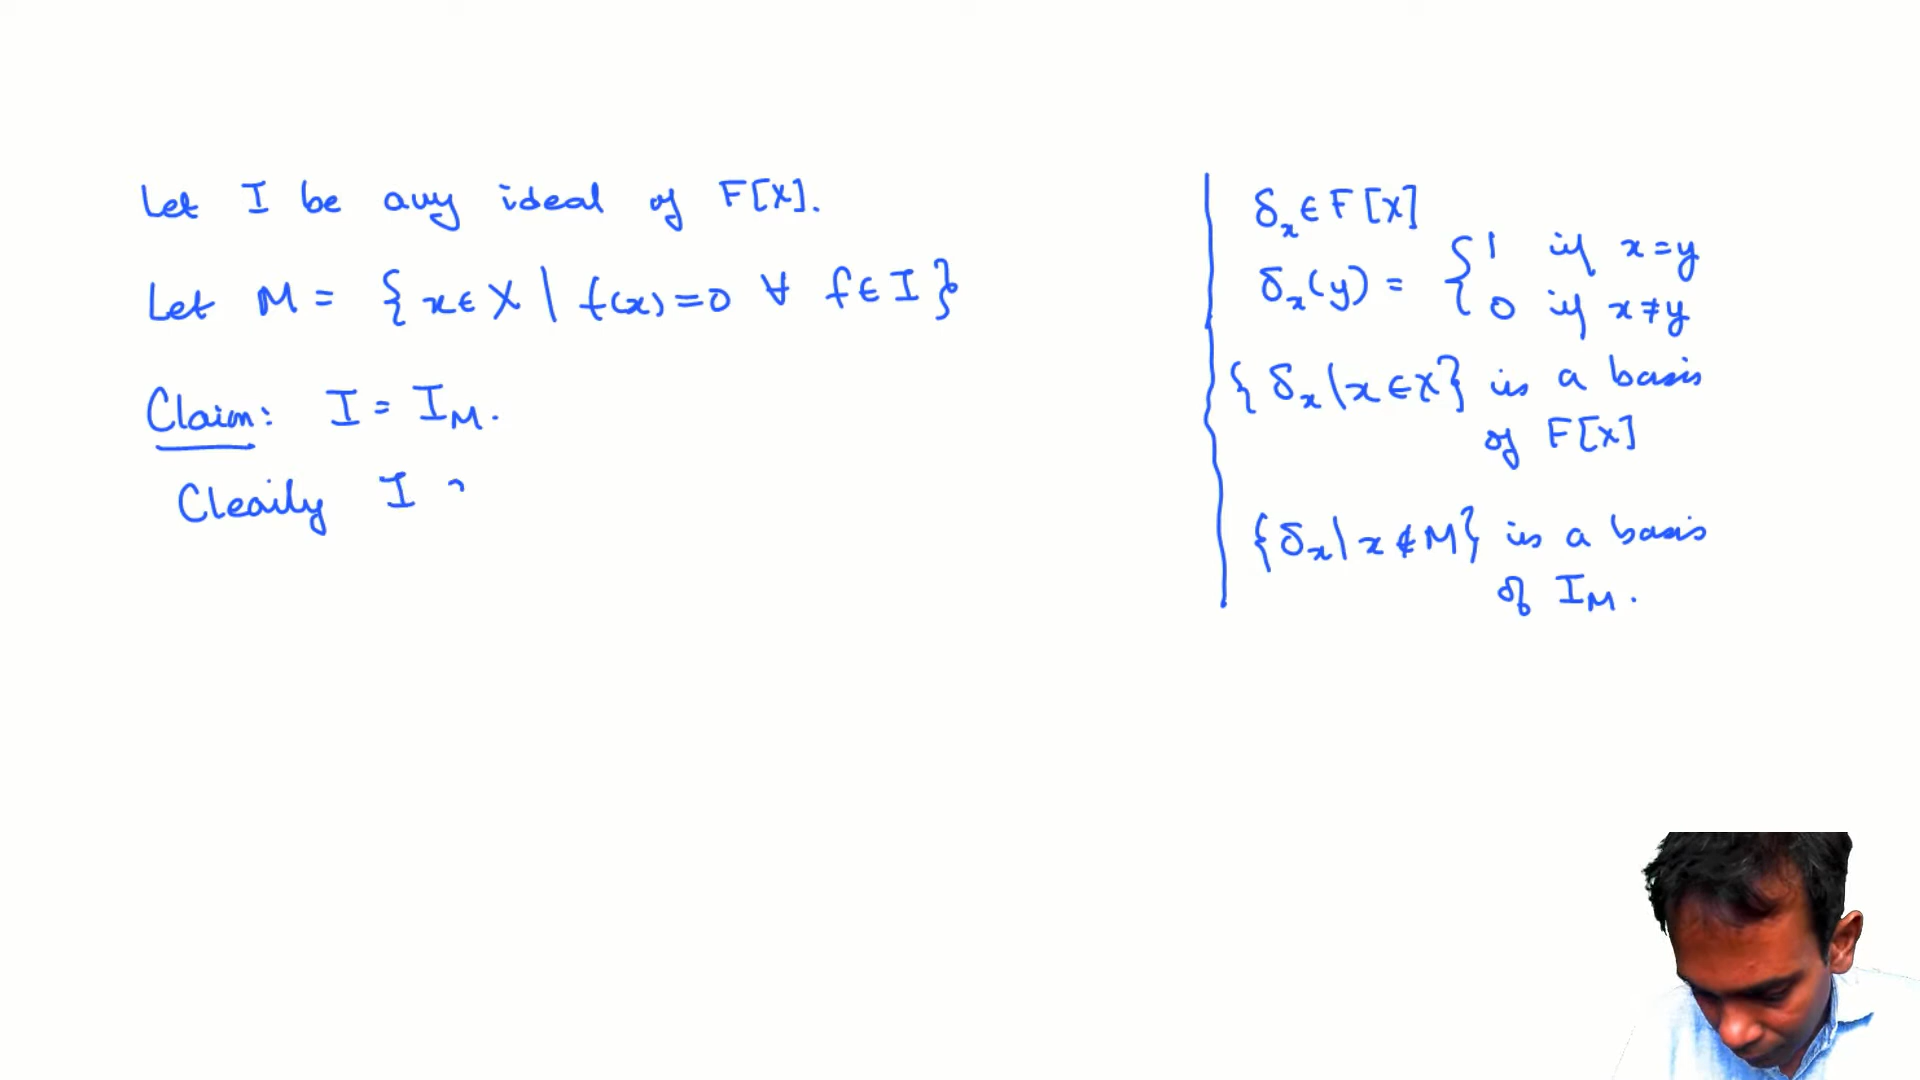 Let I be any ideal of F[X].
Let M = { x ∈ X | f(x) = 0 ∀ f ∈ I }
Claim: I = I_M.
Clearly I
δ_x ∈ F[X]
δ_x(y) = { 1 if x = y
0 if x ≠ y
{ δ_x | x ∈ X } is a basis
of F[X]
{ δ_x | x ∉ M } is a basis
of I_M.